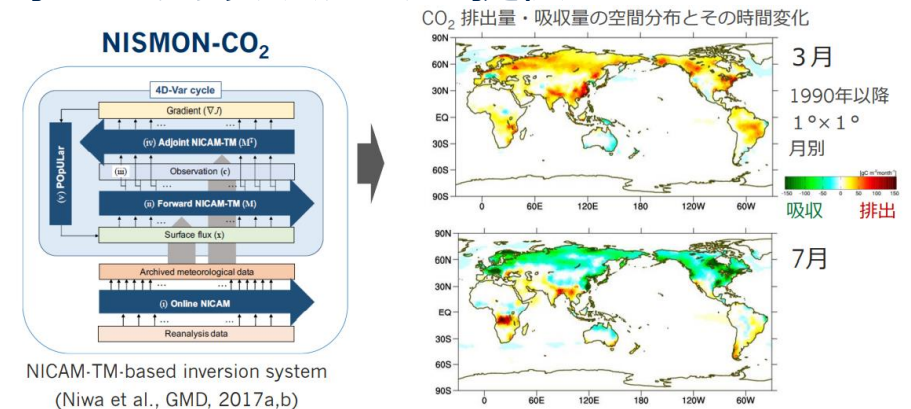 NISMON-CO₂
4D-Var cycle
Gradient (∇J)
(iv) Adjoint NICAM-TM (Mᵀ)
(iii)
Observation (c)
(v) POpULar
(ii) Forward NICAM-TM (M)
Surface flux (x)
Archived meteorological data
(i) Online NICAM
Reanalysis data
NICAM-TM-based inversion system
(Niwa et al., GMD, 2017a,b)
CO₂ 排出量・吸収量の空間分布とその時間変化
90N
60N
30N
EQ
30S
60S
90S
0 60E 120E 180 120W 60W
3月
1990年以降
1°×1°
月別
[gC m⁻² month⁻¹]
-150 -100 -50 0 50 100 150
吸収 排出
90N
60N
30N
EQ
30S
60S
90S
0 60E 120E 180 120W 60W
7月